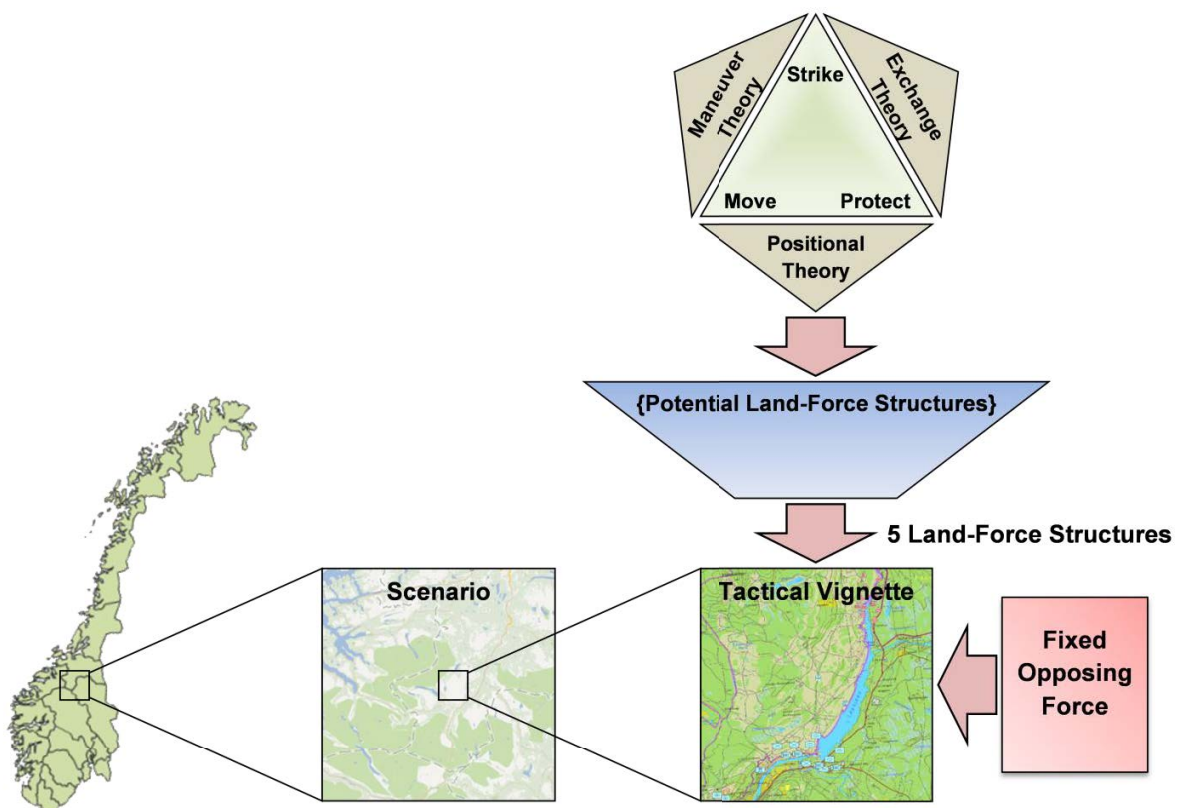 Maneuver
Theory
Strike
Exchange
Theory
Move
Protect
Positional
Theory
{Potential Land-Force Structures}
5 Land-Force Structures
Scenario
Tactical Vignette
Fixed
Opposing
Force